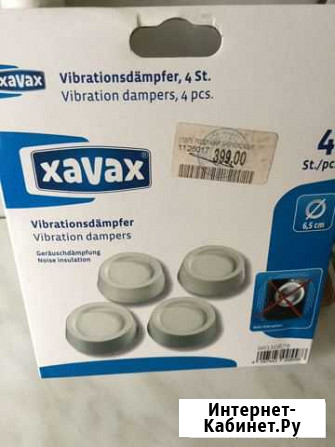 xavax
Vibrationsdämpfer, 4 St.
Vibration dampers, 4 pcs.
399,00
4
St./pc
xavax
Vibrationsdämpfer
Vibration dampers
Geräuschdämpfung
Noise insulation
6,5 cm
Интернет-
Кабинет.Ру